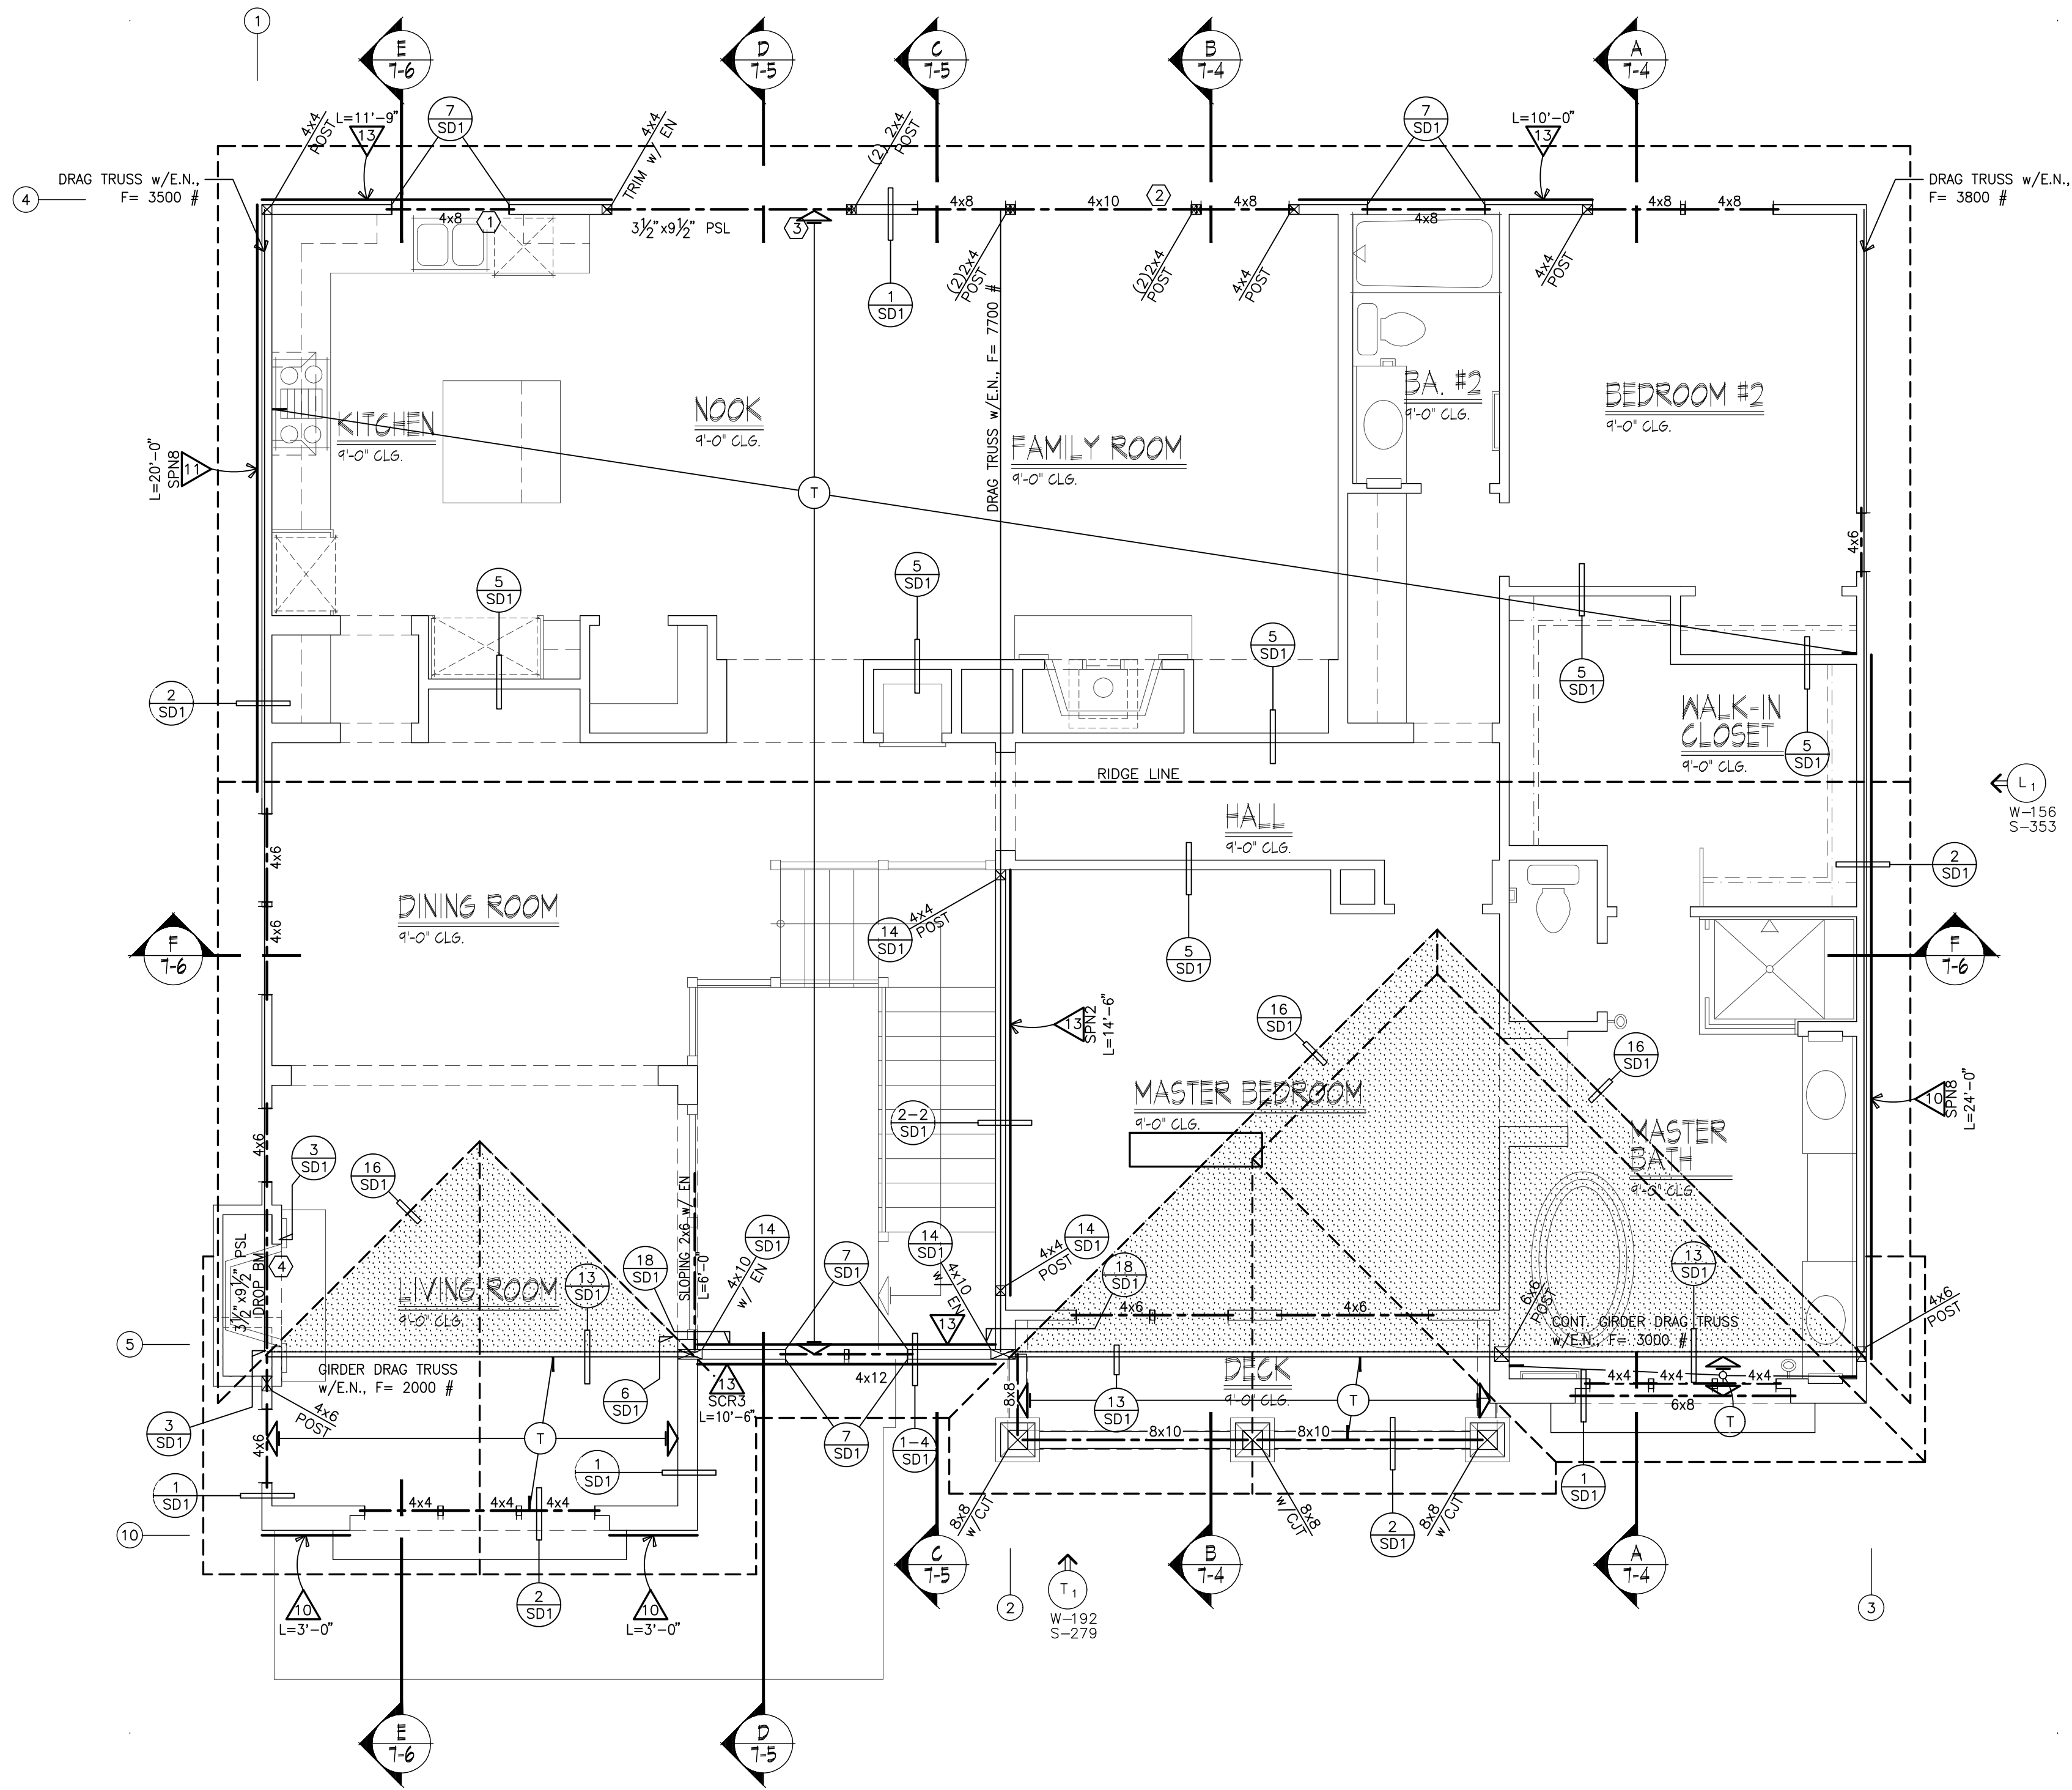 1
E
7-6
D
7-5
C
7-5
B
7-4
A
7-4
4x4
POST
L=11'-9"
13
7
SD1
4x4
TRIM w/ EN
(2) 2x4
POST
7
SD1
L=10'-0"
13
4
DRAG TRUSS w/E.N.,
F= 3500 #
DRAG TRUSS w/E.N.,
F= 3800 #
4x8
1
3½"x9½" PSL
3
4x8
4x10
2
4x8
4x8
4x8
4x8
1
SD1
(2)2x4
POST
(2)2x4
POST
4x4
POST
4x4
POST
DRAG TRUSS w/E.N., F= 7700 #
KITCHEN
9'-0" CLG.
NOOK
9'-0" CLG.
FAMILY ROOM
9'-0" CLG.
BA. #2
9'-0" CLG.
BEDROOM #2
9'-0" CLG.
L=20'-0"
SPN8
11
T
4x6
5
SD1
5
SD1
5
SD1
5
SD1
5
SD1
2
SD1
WALK-IN
CLOSET
9'-0" CLG.
RIDGE LINE
L1
W-156
S-353
HALL
9'-0" CLG.
4x6
4x6
DINING ROOM
9'-0" CLG.
14
SD1
4x4
POST
5
SD1
2
SD1
F
7-6
F
7-6
13
SPN2
L=14'-6"
16
SD1
16
SD1
MASTER BEDROOM
9'-0" CLG.
2-2
SD1
MASTER
BATH
9'-0" CLG.
10
SPN8
L=24'-0"
4x6
3
SD1
16
SD1
3½"x9½" PSL
DROP BM
4
LIVING ROOM
9'-0" CLG.
13
SD1
18
SD1
SLOPING 2x6 w/ EN
L=6'-0"
14
SD1
4x10
w/ EN
7
SD1
14
SD1
4x10
w/ EN
13
14
SD1
4x4
POST
18
SD1
4x6
4x6
6x6
POST
13
SD1
4x6
POST
5
GIRDER DRAG TRUSS
w/E.N., F= 2000 #
CONT. GIRDER DRAG TRUSS
w/E.N., F= 3000 #
4x12
13
SCR3
L=10'-6"
6
SD1
8x8
DECK
9'-0" CLG.
13
SD1
T
4x4
4x4
4x4
6x8
T
3
SD1
4x6
POST
4x6
T
7
SD1
1-4
SD1
8x10
8x10
1
SD1
1
SD1
1
SD1
4x4
4x4
4x4
10
8x8
w/CJT
8x8
w/CJT
8x8
w/CJT
2
SD1
10
L=3'-0"
2
SD1
10
L=3'-0"
C
7-5
2
T1
W-192
S-279
B
7-4
A
7-4
3
E
7-6
D
7-5